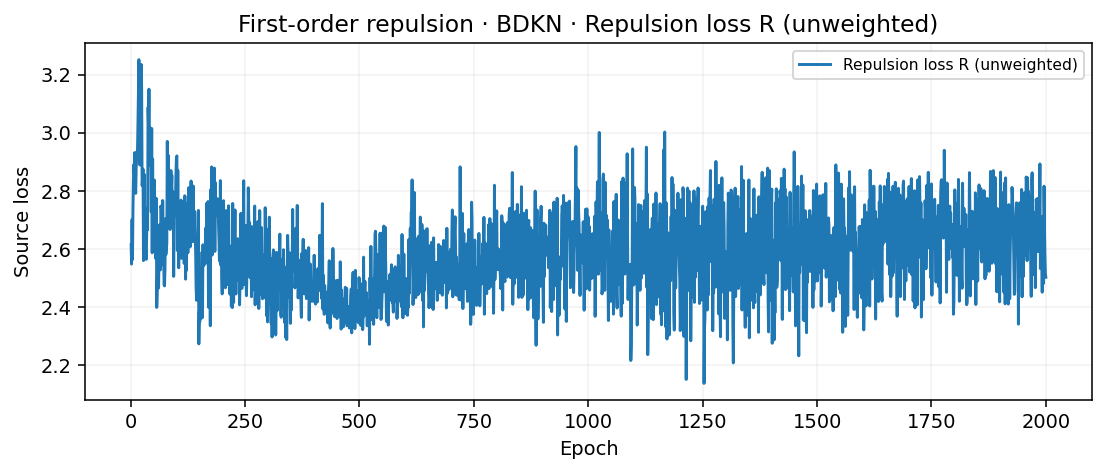 First-order repulsion · BDKN · Repulsion loss R (unweighted)
Repulsion loss R (unweighted)
Source loss
3.2
3.0
2.8
2.6
2.4
2.2
0 250 500 750 1000 1250 1500 1750 2000
Epoch